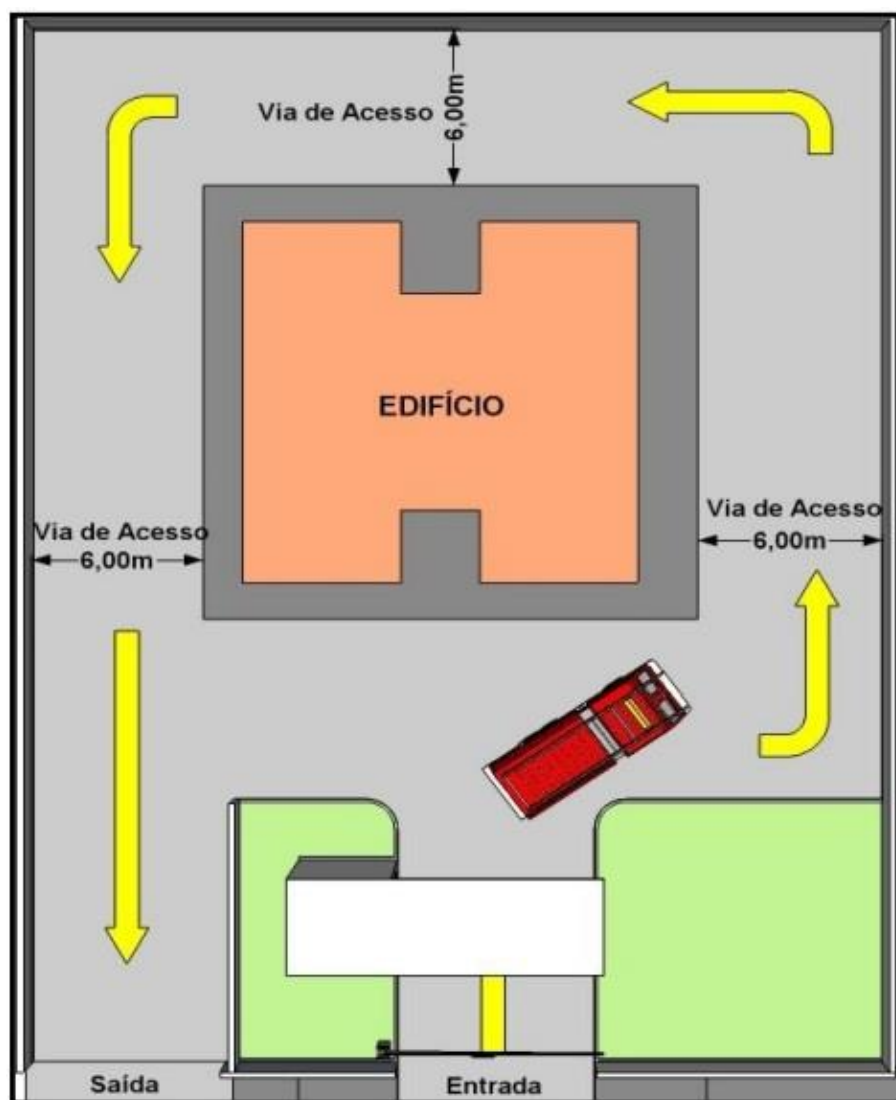 Via de Acesso
6,00m
EDIFÍCIO
Via de Acesso
6,00m
Via de Acesso
6,00m
Saída
Entrada